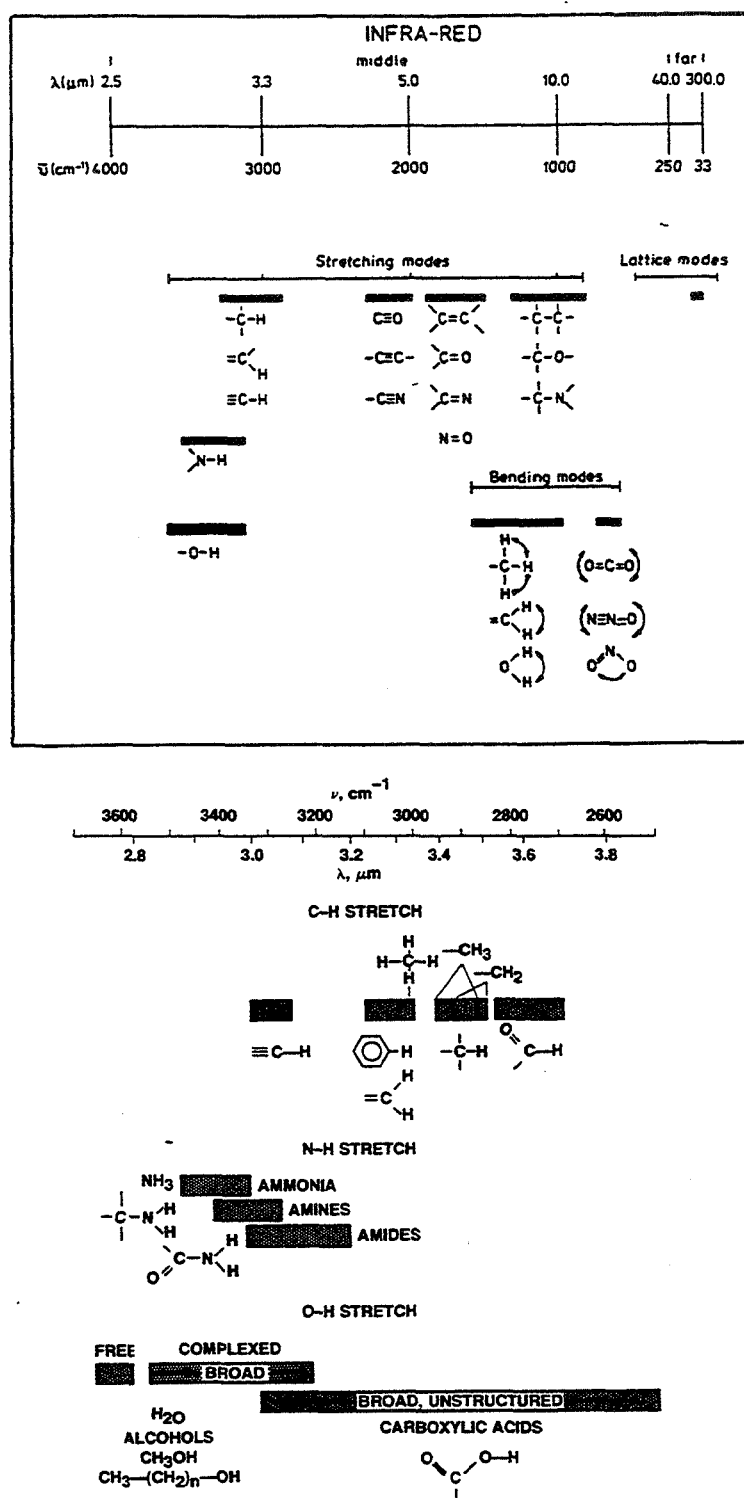 INFRA-RED
middle far
λ(μm) 2.5 3.3 5.0 10.0 40.0 300.0
ῡ(cm⁻¹) 4000 3000 2000 1000 250 33
Stretching modes Lattice modes
-C-H C≡O C=C -C-C-
=C H -C≡C- C=O -C-O-
≡C-H -C≡N C=N -C-N
N=O
N-H
Bending modes
-O-H
H
-C-H (O=C=O)
H
=C H H (N≡N=O)
O H H O N O
ν, cm⁻¹
3600 3400 3200 3000 2800 2600
2.8 3.0 3.2 3.4 3.6 3.8
λ, μm
C–H STRETCH
H
H–C–H
H
—CH₃
—CH₂
≡C—H -H -C-H O C—H
=C H H
N–H STRETCH
NH₃ AMMONIA
-C-N H H AMINES
O C-N H H AMIDES
O–H STRETCH
FREE COMPLEXED
BROAD
BROAD, UNSTRUCTURED
H₂O CARBOXYLIC ACIDS
ALCOHOLS
CH₃OH
CH₃—(CH₂)n—OH
O C O—H